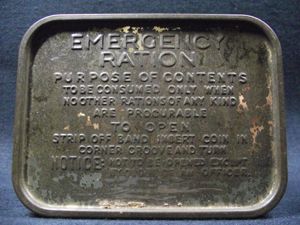 EMERGENCY
RATION
PURPOSE OF CONTENTS
TO BE CONSUMED ONLY WHEN
NO OTHER RATIONS OF ANY KIND
ARE PROCURABLE
TO OPEN
STRIP OFF BAND INSERT COIN IN
CORNER GROOVE AND TURN
NOTICE: NOT TO BE OPENED EXCEPT
OFFICER.